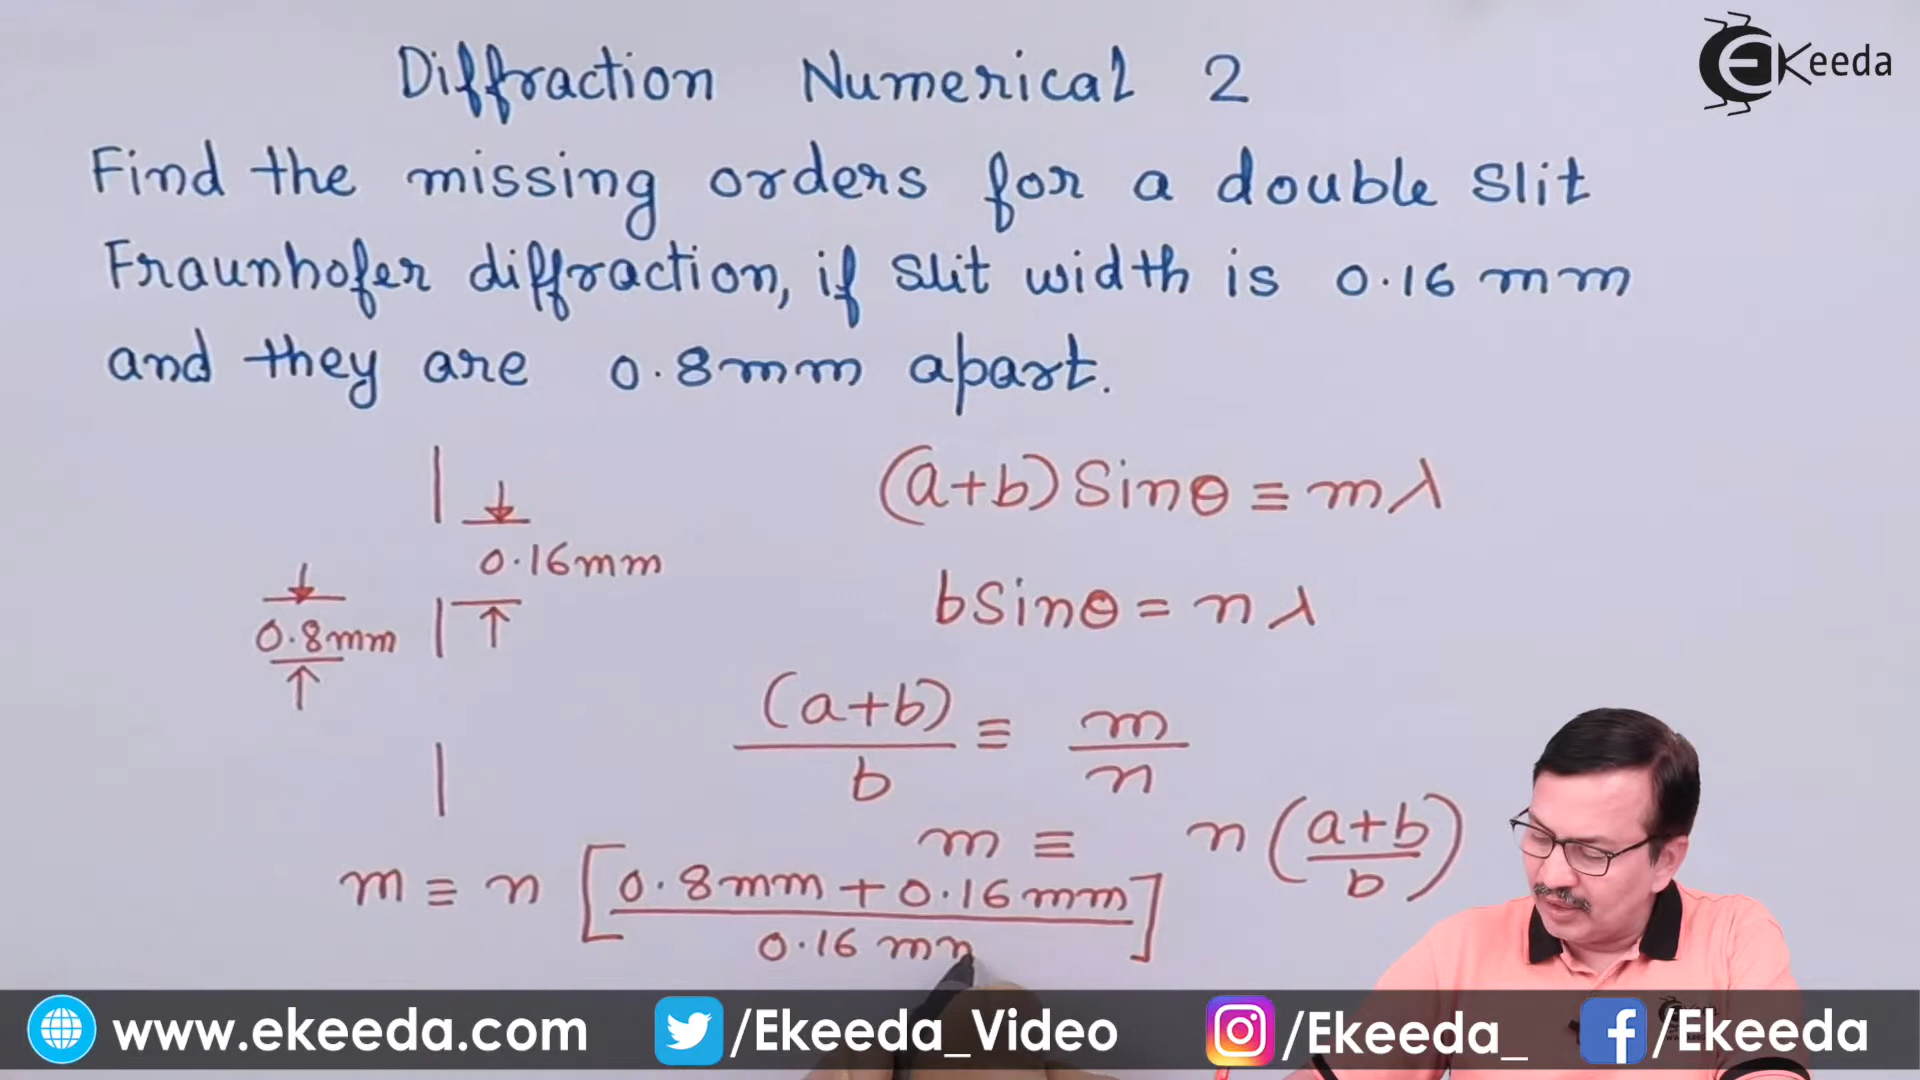 Diffraction Numerical 2
EKeeda
Find the missing orders for a double slit
Fraunhofer diffraction, if slit width is 0.16 mm
and they are 0.8mm apart.
(a+b) Sinθ ≡ mλ
0.16mm
bSinθ = nλ
0.8mm
(a+b)/b ≡ m/n
m ≡ n (a+b/b)
m ≡ n [0.8mm + 0.16mm/0.16 mm]
www.ekeeda.com /Ekeeda_Video /Ekeeda_ /Ekeeda